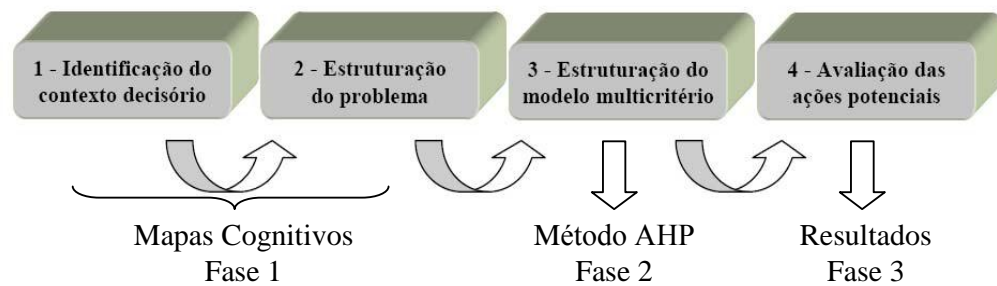 1 - Identificação do
contexto decisório
2 - Estruturação
do problema
3 - Estruturação do
modelo multicritério
4 - Avaliação das
ações potenciais
Mapas Cognitivos
Fase 1
Método AHP
Fase 2
Resultados
Fase 3